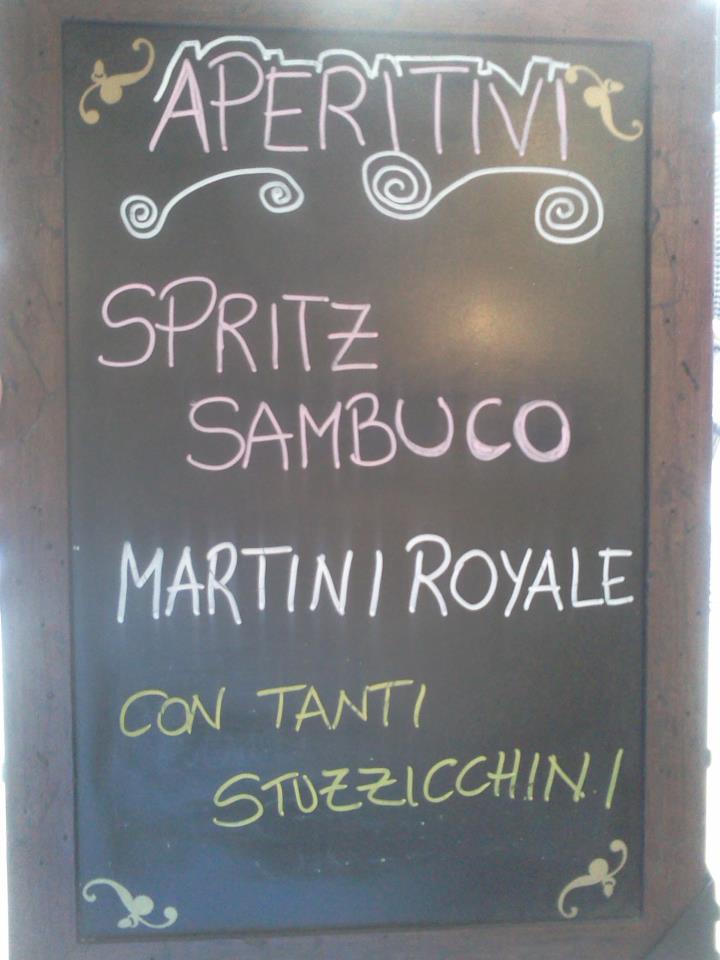 APERITIVI
SPRITZ
SAMBUCO
MARTINI ROYALE
CON TANTI
STUZZICCHINI